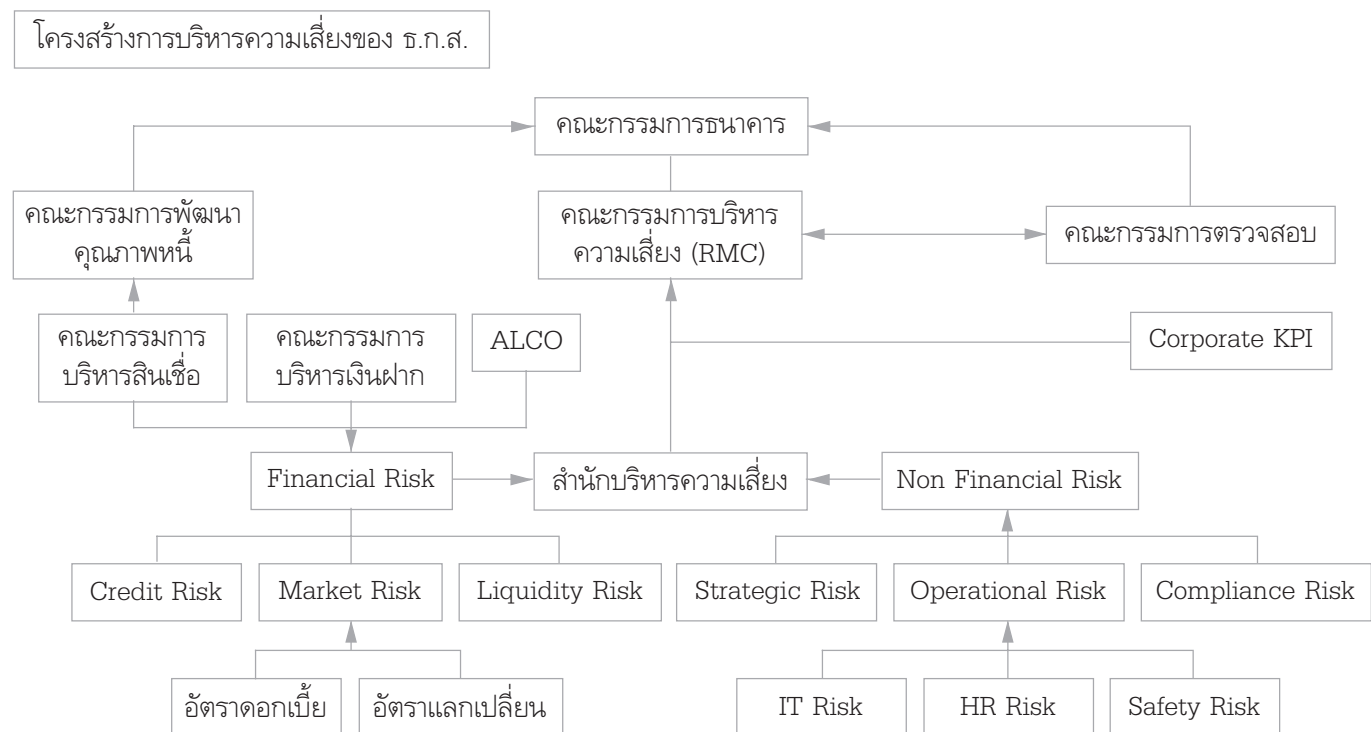 โครงสร้างการบริหารความเสี่ยงของ ธ.ก.ส.
คณะกรรมการธนาคาร
คณะกรรมการพัฒนา
คุณภาพหนี้
คณะกรรมการบริหาร
ความเสี่ยง (RMC)
คณะกรรมการตรวจสอบ
คณะกรรมการ
บริหารสินเชื่อ
คณะกรรมการ
บริหารเงินฝาก
ALCO
Corporate KPI
Financial Risk
สำนักบริหารความเสี่ยง
Non Financial Risk
Credit Risk
Market Risk
Liquidity Risk
Strategic Risk
Operational Risk
Compliance Risk
อัตราดอกเบี้ย
อัตราแลกเปลี่ยน
IT Risk
HR Risk
Safety Risk